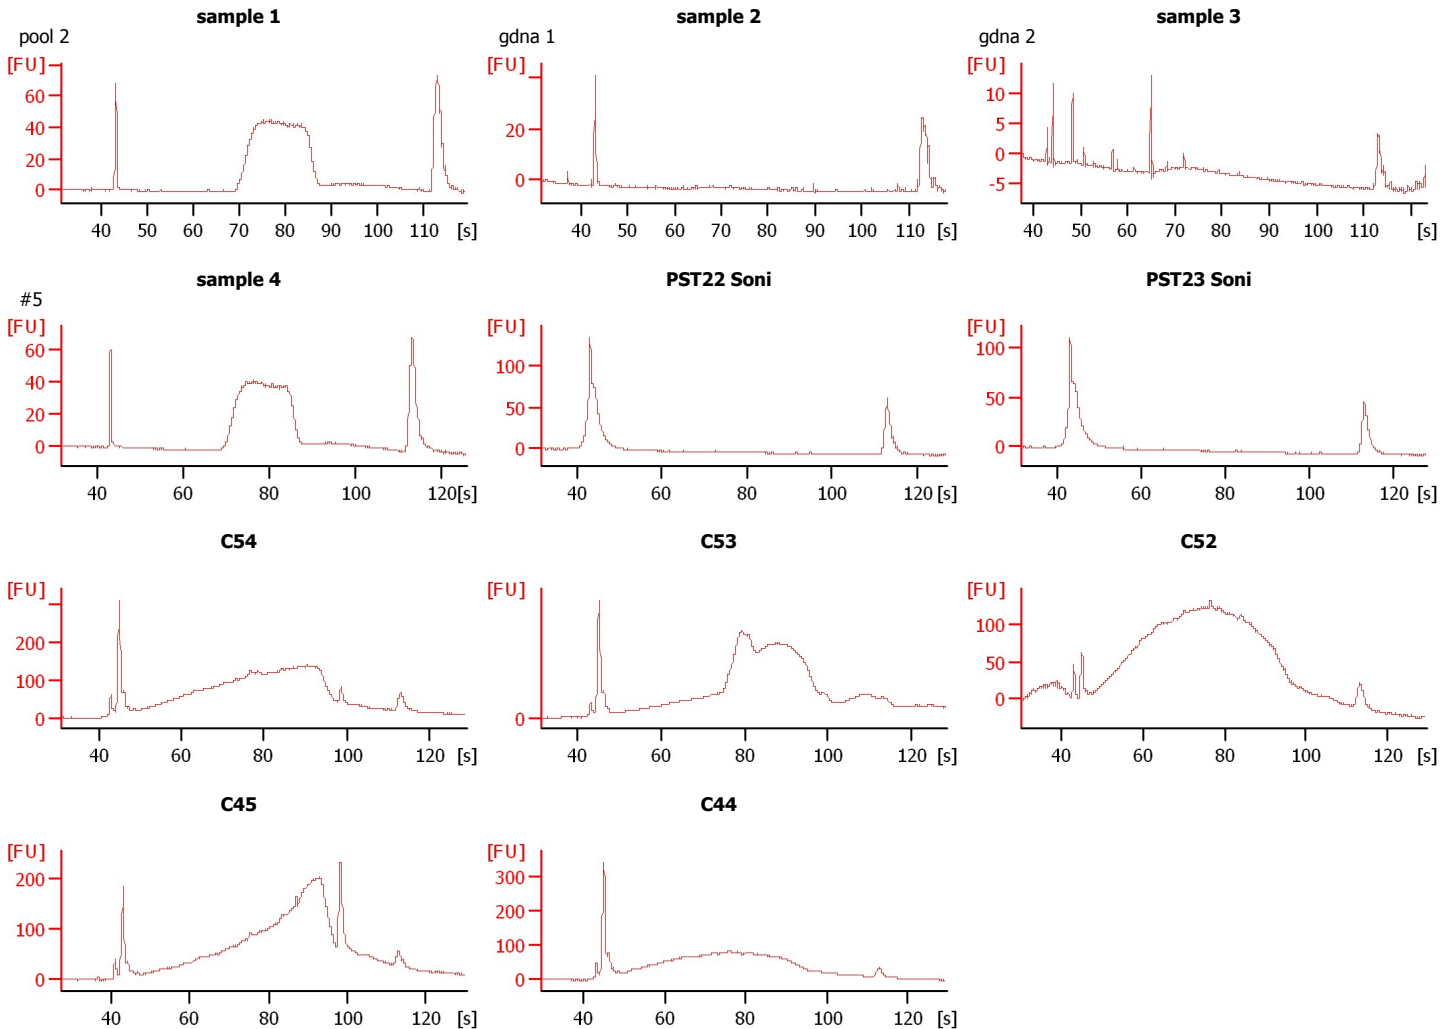 sample 1
sample 2
sample 3
pool 2
gdna 1
gdna 2
[FU]
60
40
20
0
40 50 60 70 80 90 100 110 [s]
[FU]
20
0
40 50 60 70 80 90 100 110 [s]
[FU]
10
5
0
-5
40 50 60 70 80 90 100 110 [s]
sample 4
PST22 Soni
PST23 Soni
#5
[FU]
60
40
20
0
40 60 80 100 120 [s]
[FU]
100
50
0
40 60 80 100 120 [s]
[FU]
100
50
0
40 60 80 100 120 [s]
C54
C53
C52
[FU]
200
100
0
40 60 80 100 120 [s]
[FU]
0
40 60 80 100 120 [s]
[FU]
100
50
0
40 60 80 100 120 [s]
C45
C44
[FU]
200
100
0
40 60 80 100 120 [s]
[FU]
300
200
100
0
40 60 80 100 120 [s]